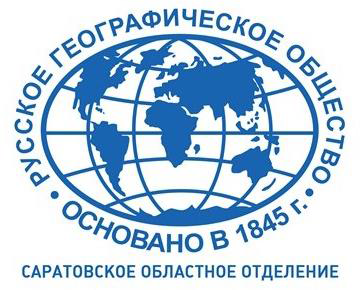 • РУССКОЕ ГЕОГРАФИЧЕСКОЕ ОБЩЕСТВО •
ОСНОВАНО В 1845 г.
САРАТОВСКОЕ ОБЛАСТНОЕ ОТДЕЛЕНИЕ